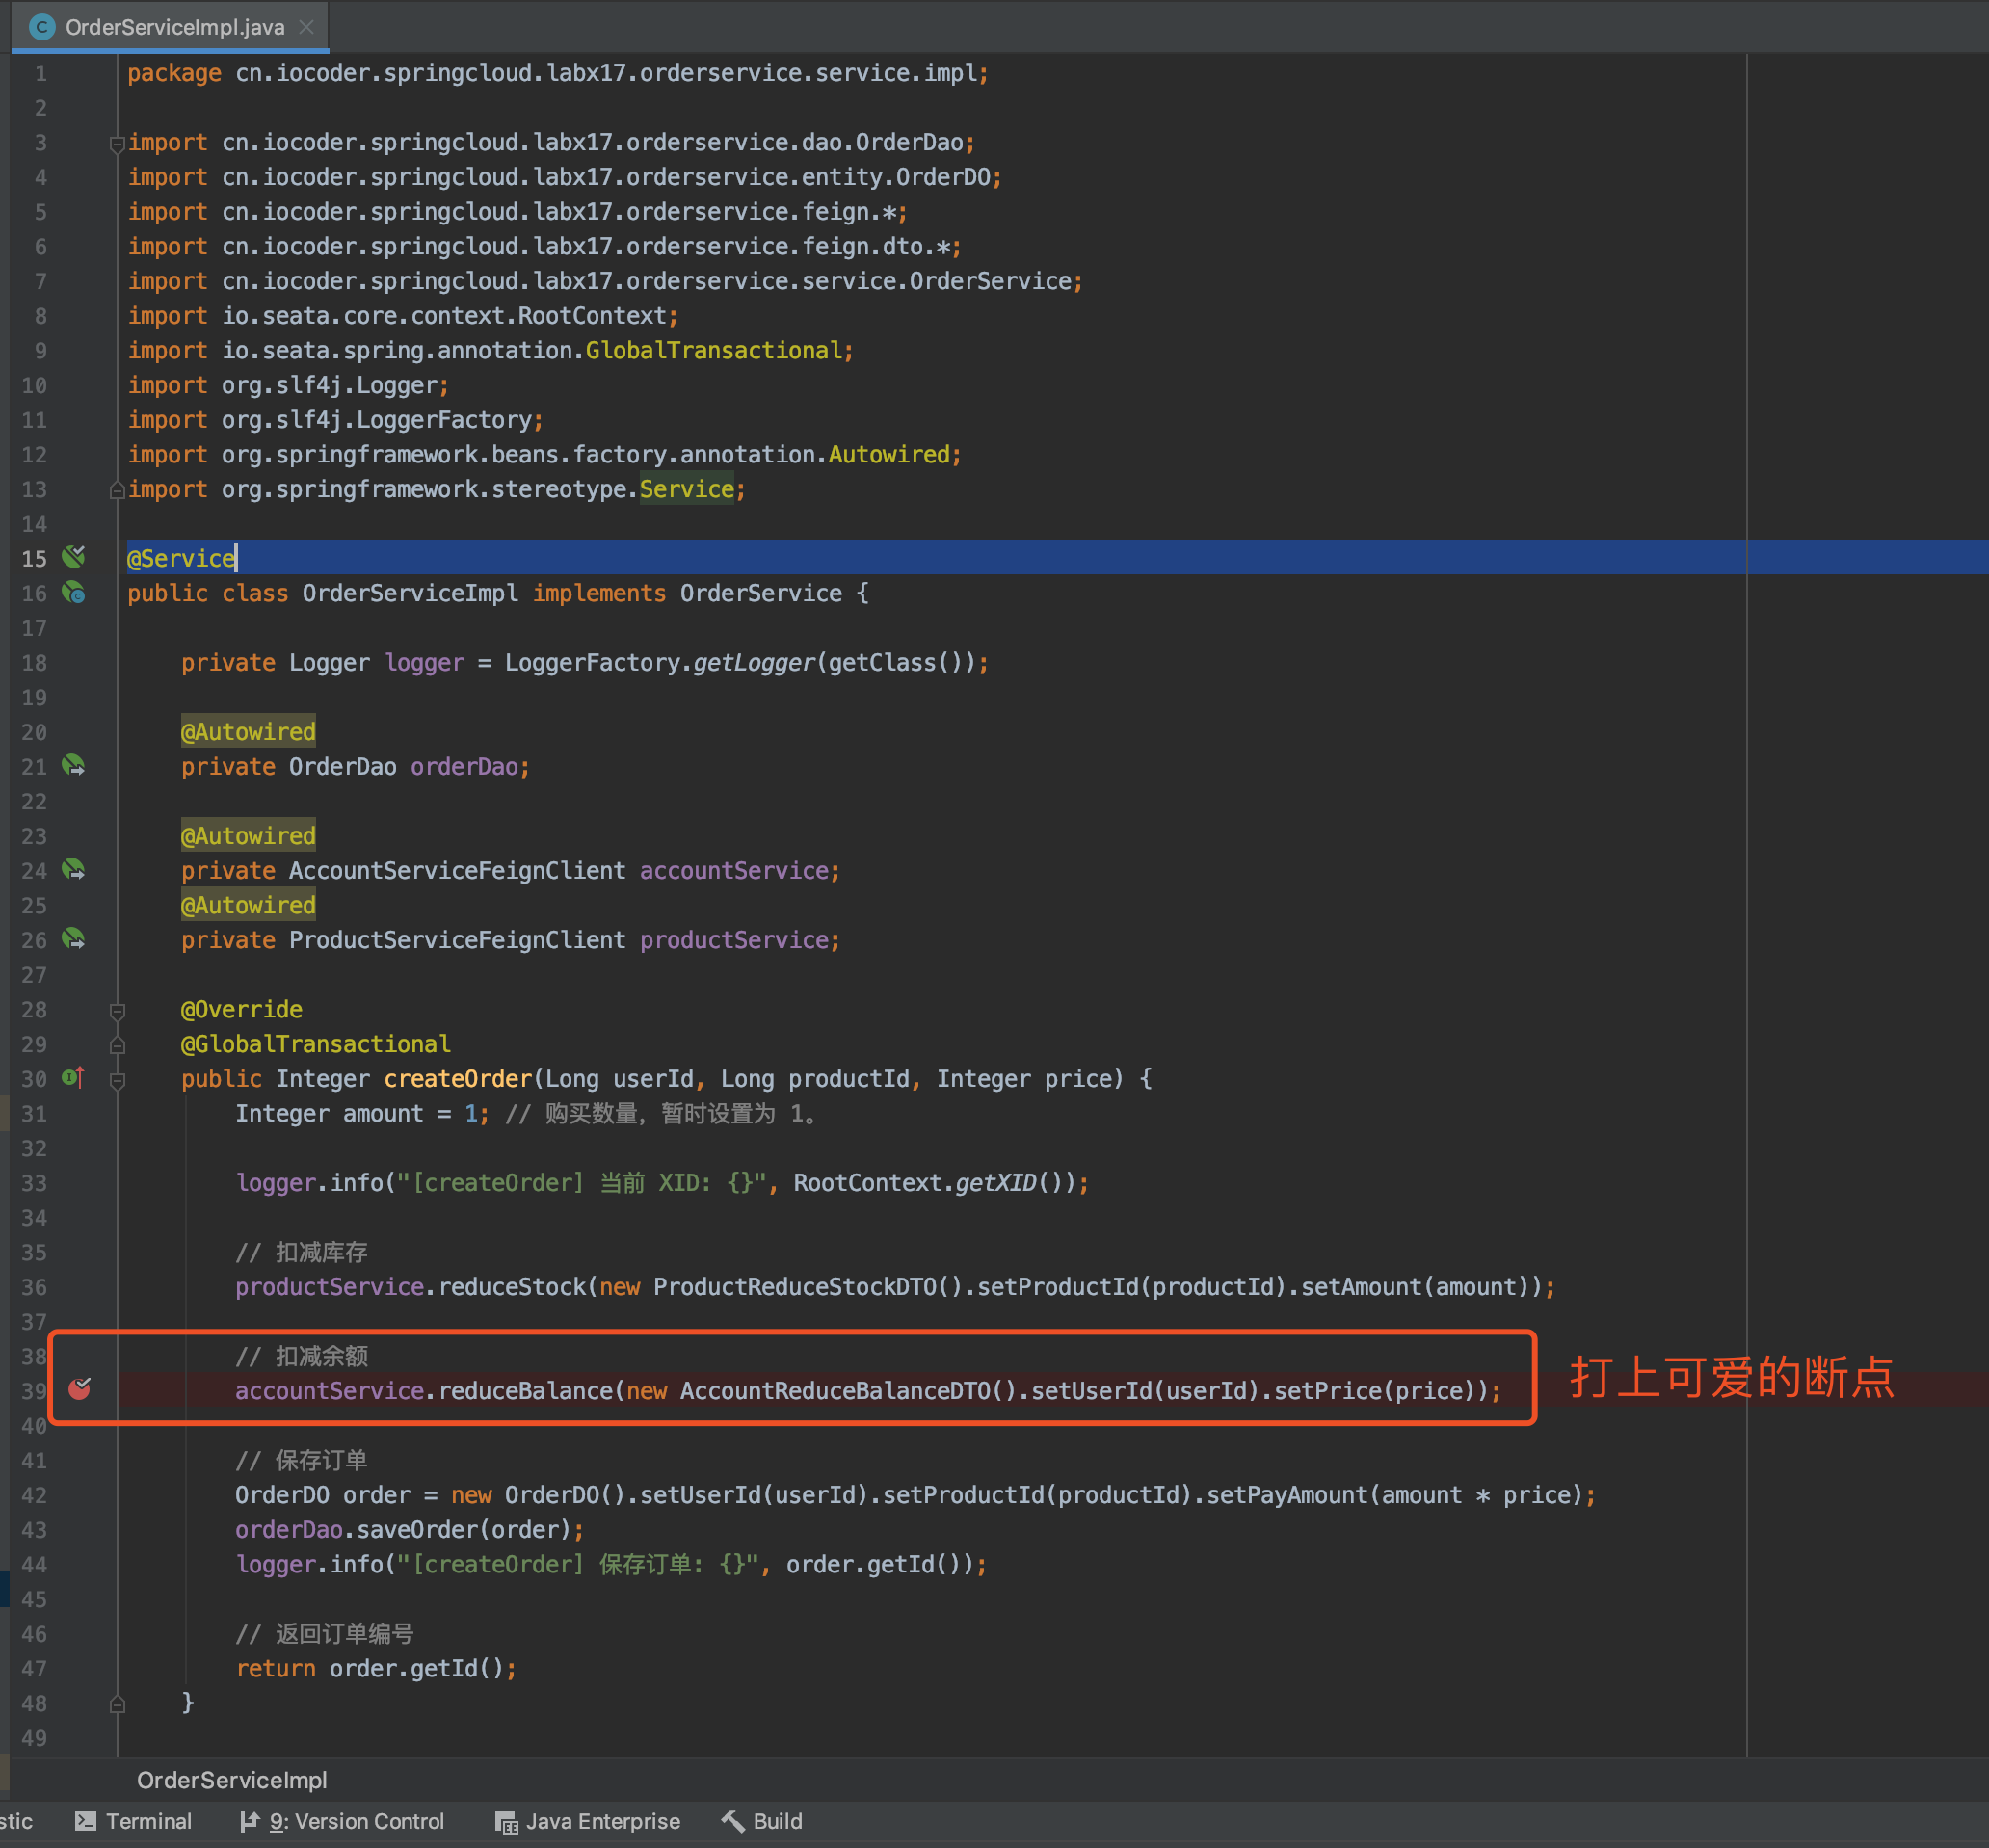 OrderServiceImpl.java
1 package cn.iocoder.springcloud.labx17.orderservice.service.impl;
2
3 import cn.iocoder.springcloud.labx17.orderservice.dao.OrderDao;
4 import cn.iocoder.springcloud.labx17.orderservice.entity.OrderDO;
5 import cn.iocoder.springcloud.labx17.orderservice.feign.*;
6 import cn.iocoder.springcloud.labx17.orderservice.feign.dto.*;
7 import cn.iocoder.springcloud.labx17.orderservice.service.OrderService;
8 import io.seata.core.context.RootContext;
9 import io.seata.spring.annotation.GlobalTransactional;
10 import org.slf4j.Logger;
11 import org.slf4j.LoggerFactory;
12 import org.springframework.beans.factory.annotation.Autowired;
13 import org.springframework.stereotype.Service;
14
15 @Service
16 public class OrderServiceImpl implements OrderService {
17
18 private Logger logger = LoggerFactory.getLogger(getClass());
19
20 @Autowired
21 private OrderDao orderDao;
22
23 @Autowired
24 private AccountServiceFeignClient accountService;
25 @Autowired
26 private ProductServiceFeignClient productService;
27
28 @Override
29 @GlobalTransactional
30 public Integer createOrder(Long userId, Long productId, Integer price) {
31 Integer amount = 1; // 购买数量，暂时设置为 1。
32
33 logger.info("[createOrder] 当前 XID: {}", RootContext.getXID());
34
35 // 扣减库存
36 productService.reduceStock(new ProductReduceStockDTO().setProductId(productId).setAmount(amount));
37
38 // 扣减余额
39 accountService.reduceBalance(new AccountReduceBalanceDTO().setUserId(userId).setPrice(price));
打上可爱的断点
40
41 // 保存订单
42 OrderDO order = new OrderDO().setUserId(userId).setProductId(productId).setPayAmount(amount * price);
43 orderDao.saveOrder(order);
44 logger.info("[createOrder] 保存订单: {}", order.getId());
45
46 // 返回订单编号
47 return order.getId();
48 }
49
OrderServiceImpl
stic Terminal 9: Version Control Java Enterprise Build